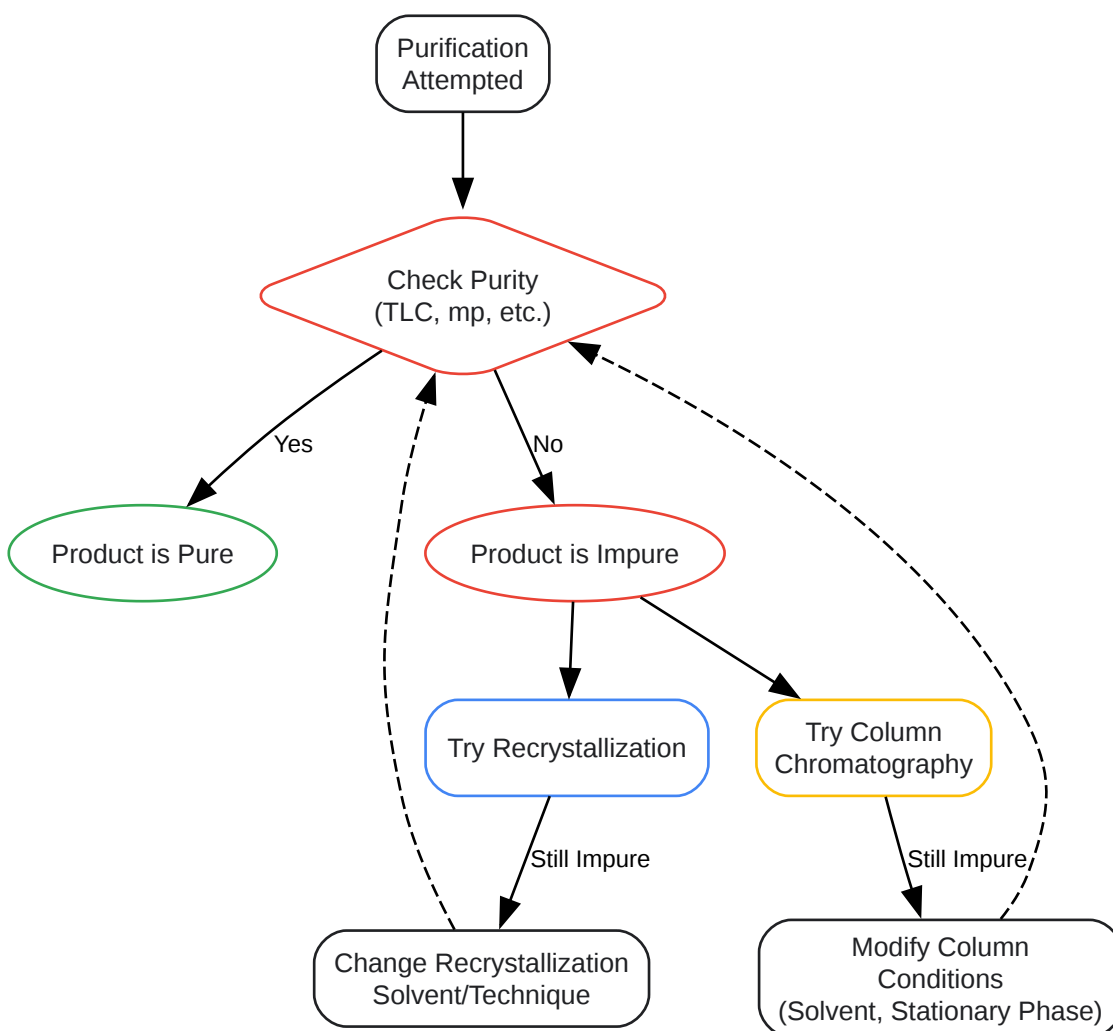 Purification
Attempted
Check Purity
(TLC, mp, etc.)
Yes
No
Product is Pure
Product is Impure
Try Recrystallization
Try Column
Chromatography
Still Impure
Still Impure
Change Recrystallization
Solvent/Technique
Modify Column
Conditions
(Solvent, Stationary Phase)